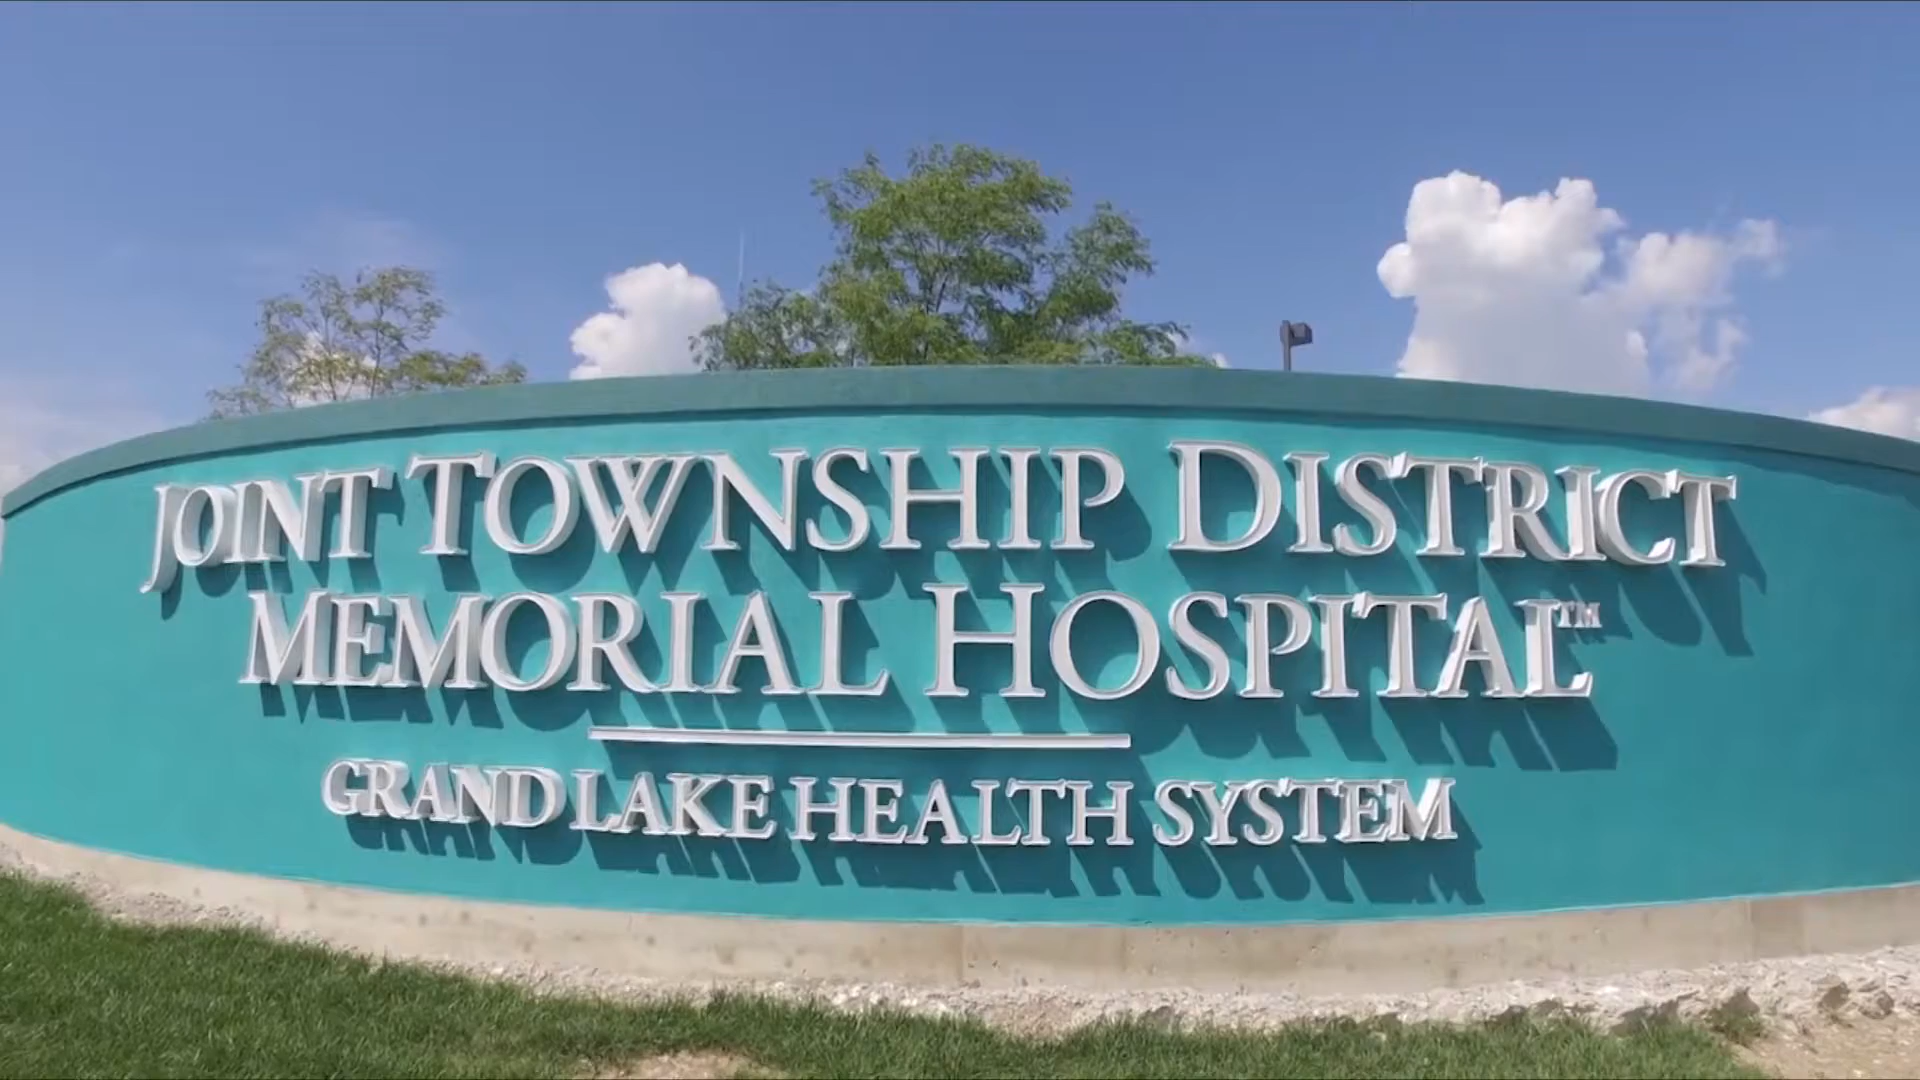 JOINT TOWNSHIP DISTRICT
MEMORIAL HOSPITAL™
GRAND LAKE HEALTH SYSTEM